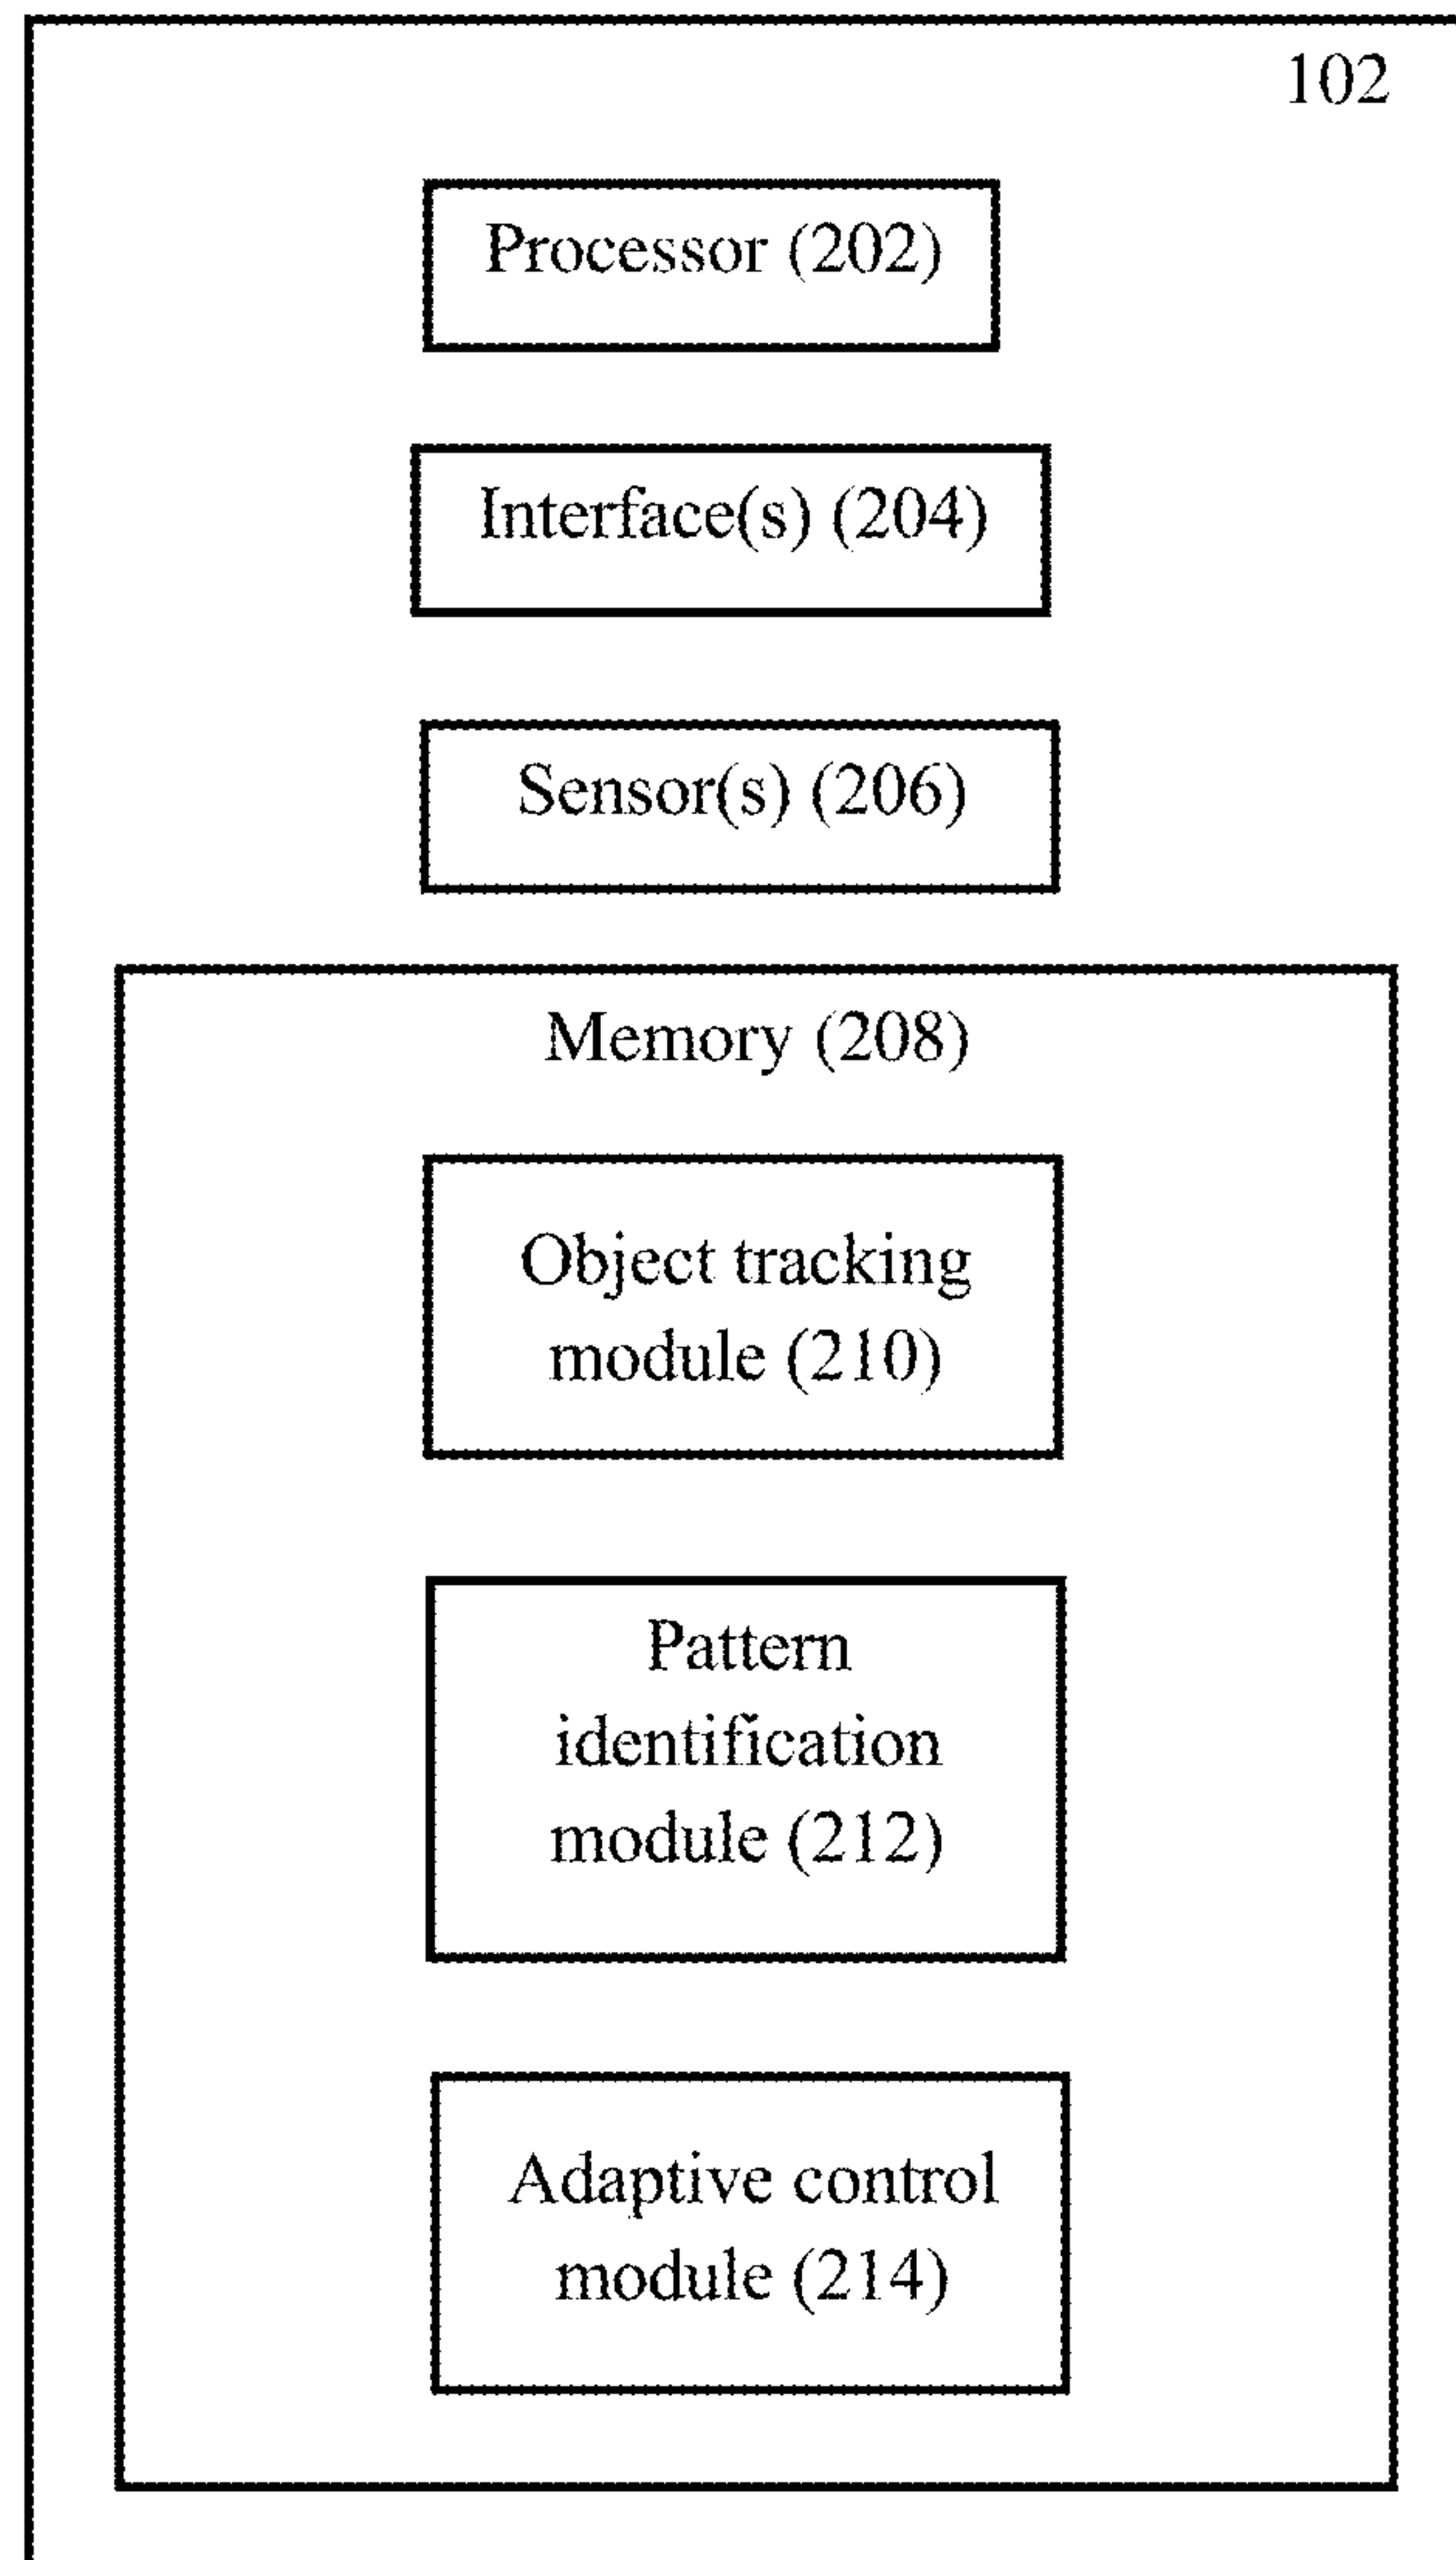 102
Processor (202)
Interface(s) (204)
Sensor(s) (206)
Memory (208)
Object tracking
module (210)
Pattern
identification
module (212)
Adaptive control
module (214)